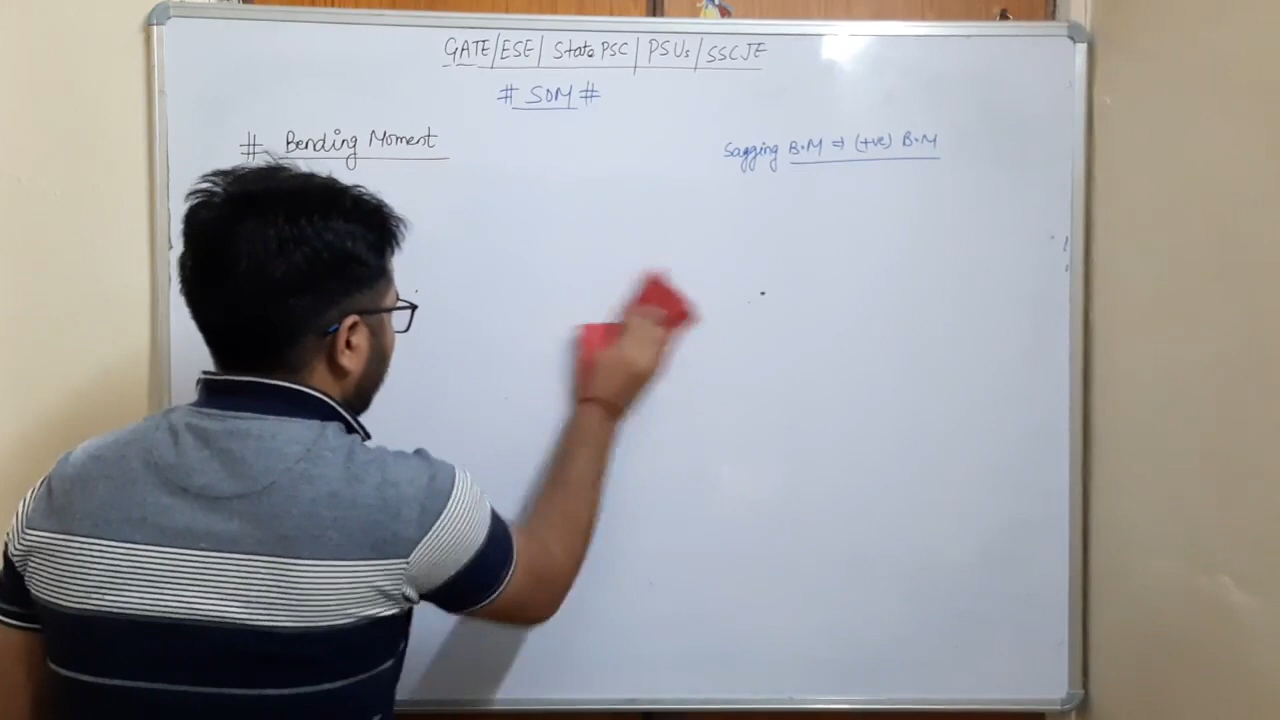 GATE/ESE/ State PSC/ PSUs/SSCJE
# SOM #
# Bending Moment
Sagging B.M ⇒ (+ve) B.M